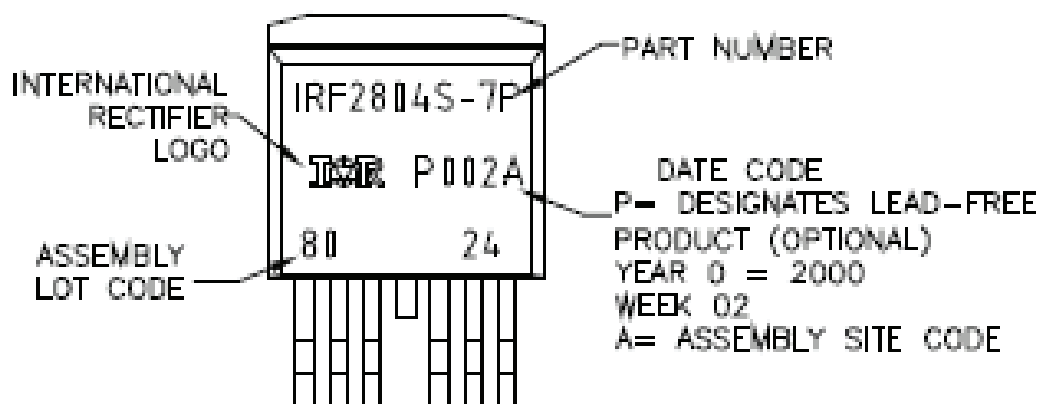 PART NUMBER
INTERNATIONAL
RECTIFIER
LOGO
IRF2804S-7P
IOR P002A
DATE CODE
P= DESIGNATES LEAD-FREE
PRODUCT (OPTIONAL)
YEAR 0 = 2000
WEEK 02
A= ASSEMBLY SITE CODE
ASSEMBLY
LOT CODE
80 24